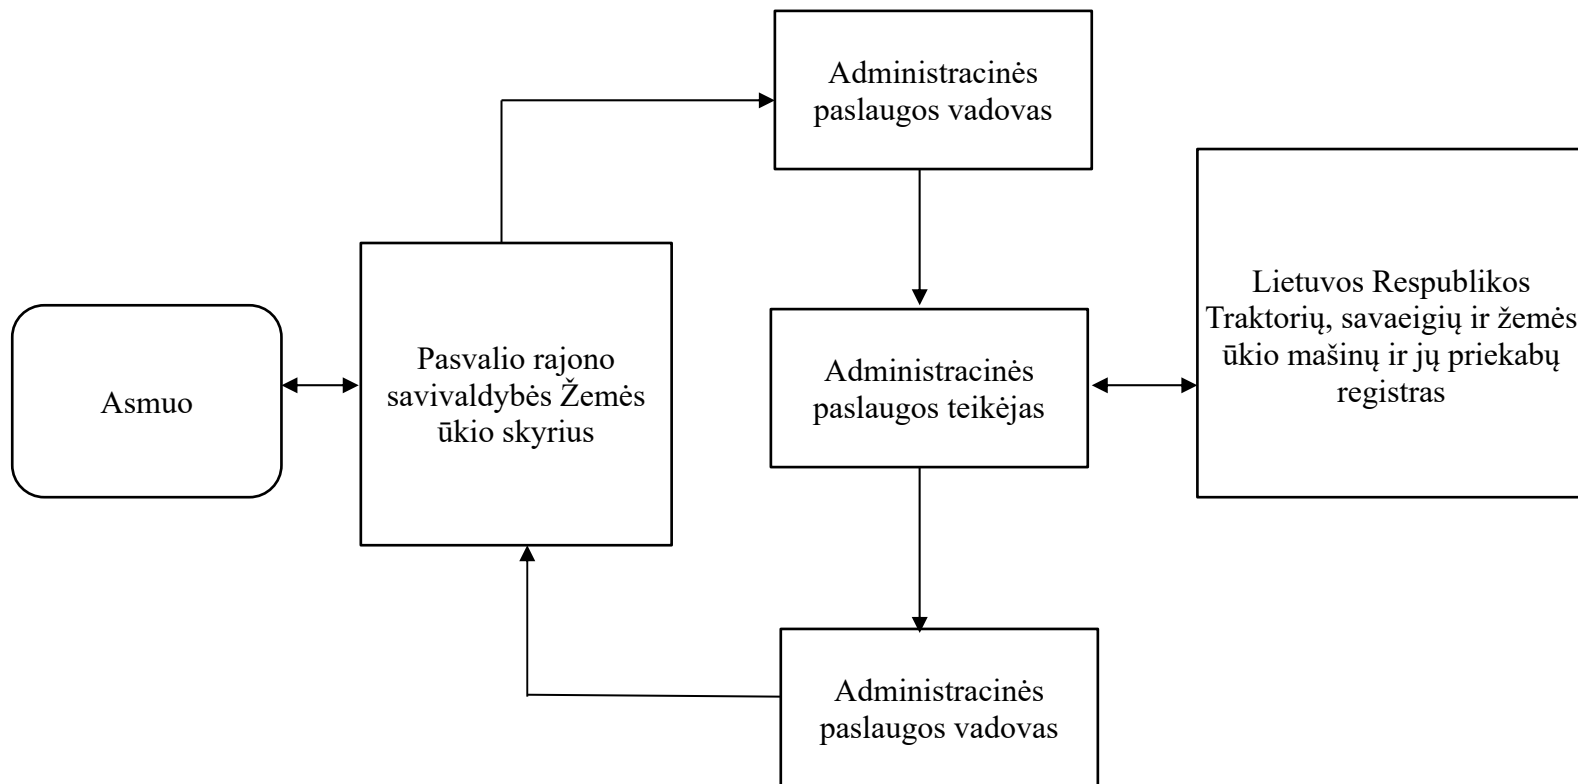 Administracinės
paslaugos vadovas
Asmuo
Pasvalio rajono
savivaldybės Žemės
ūkio skyrius
Administracinės
paslaugos teikėjas
Lietuvos Respublikos
Traktorių, savaeigių ir žemės
ūkio mašinų ir jų priekabų
registras
Administracinės
paslaugos vadovas